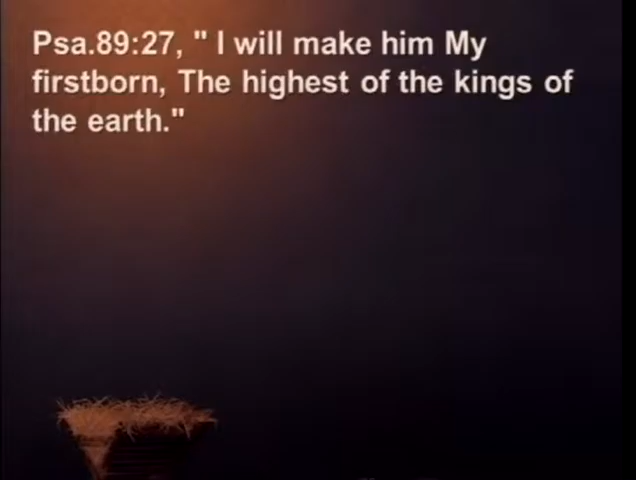 Psa.89:27, " I will make him My
firstborn, The highest of the kings of
the earth."